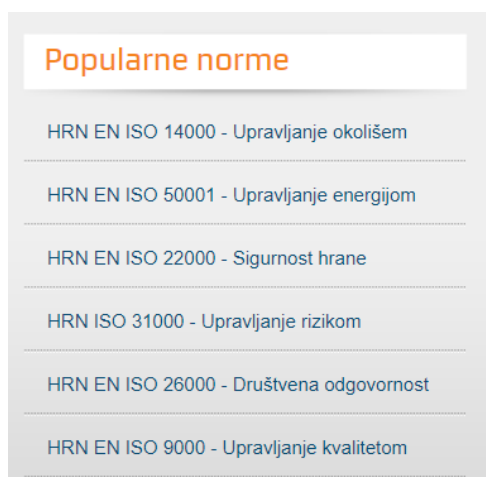 Popularne norme
HRN EN ISO 14000 - Upravljanje okolišem
HRN EN ISO 50001 - Upravljanje energijom
HRN EN ISO 22000 - Sigurnost hrane
HRN ISO 31000 - Upravljanje rizikom
HRN EN ISO 26000 - Društvena odgovornost
HRN EN ISO 9000 - Upravljanje kvalitetom